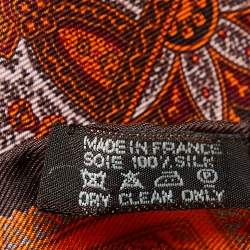 MADE IN FRANCE
SOIE 100% SILK
DRY CLEAN ONLY